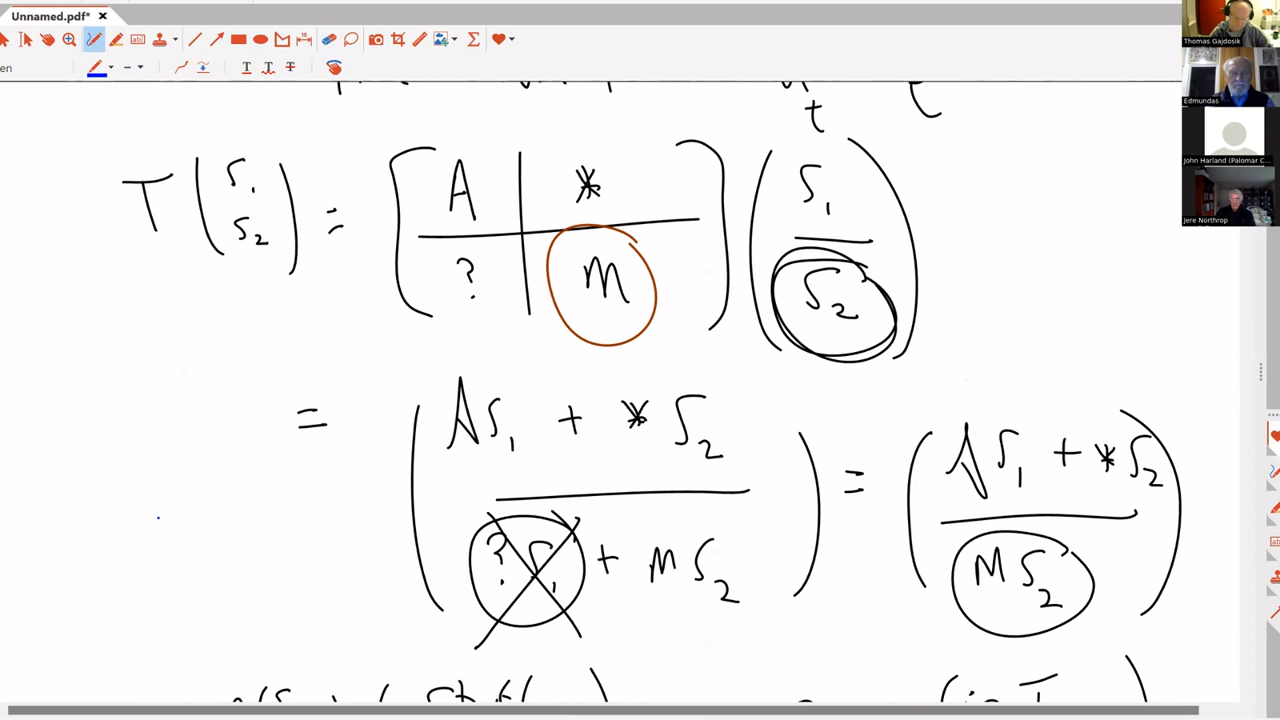 Unnamed.pdf*
Thomas Gajdosik
Edmundas
John Harland (Palomar C...
Jere Northrop
en
t
T ( S₁ S₂ ) = [ A | * ; ? | M ] ( S₁ / S₂ )
= ( AS₁ + *S₂ / ?S₁ + MS₂ ) = ( AS₁ + *S₂ / MS₂ )